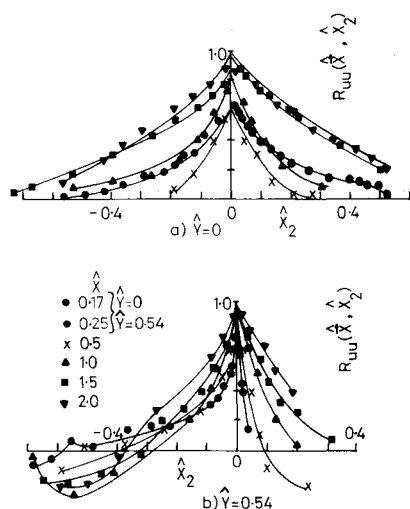 1.0
R_uu(X̂, X̂_2)
-0.4 0 X̂_2 0.4
a) Ŷ=0
1.0
R_uu(X̂, X̂_2)
X̂
0.17 } Ŷ=0
0.25 } Ŷ=0.54
0.5
1.0
1.5
2.0
-0.4 X̂_2 0 0.4
b) Ŷ=0.54